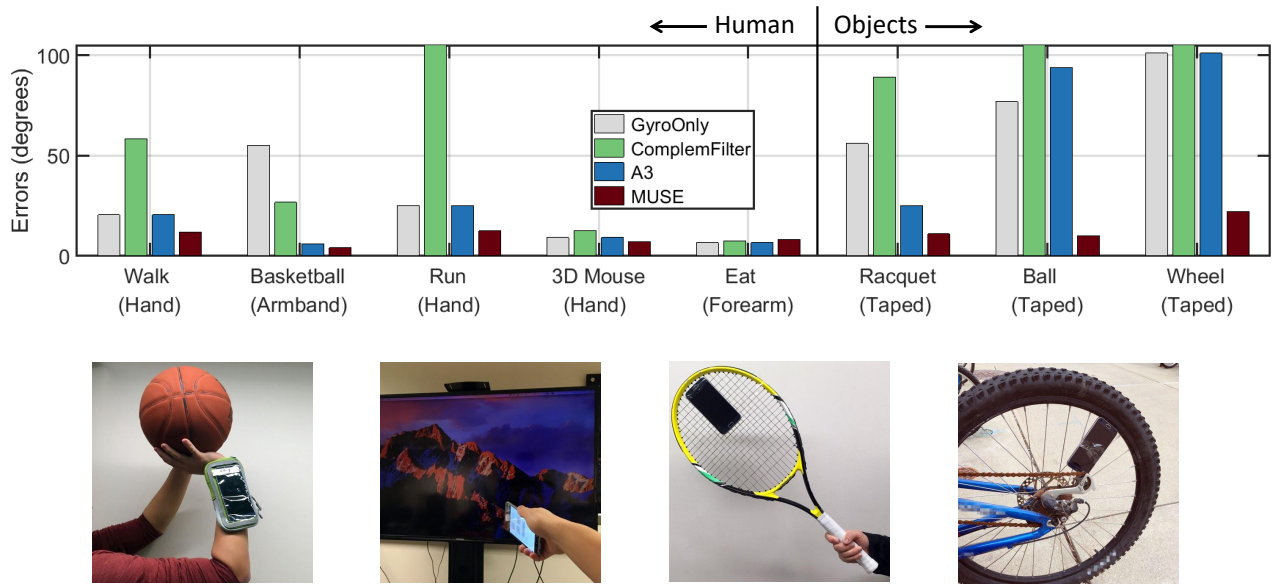 Human
Objects
Errors (degrees)
100
50
0
GyroOnly
ComplemFilter
A3
MUSE
Walk
(Hand)
Basketball
(Armband)
Run
(Hand)
3D Mouse
(Hand)
Eat
(Forearm)
Racquet
(Taped)
Ball
(Taped)
Wheel
(Taped)